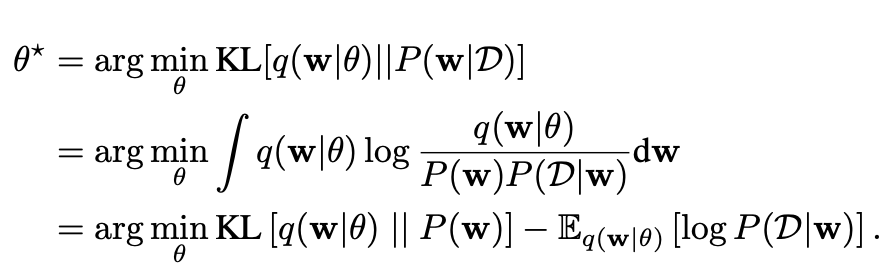 θ⋆ = arg min_θ KL[q(w|θ)||P(w|𝒟)]
= arg min_θ ∫ q(w|θ) log q(w|θ) / P(w)P(𝒟|w) dw
= arg min_θ KL [q(w|θ) || P(w)] − 𝔼_q(w|θ) [log P(𝒟|w)] .